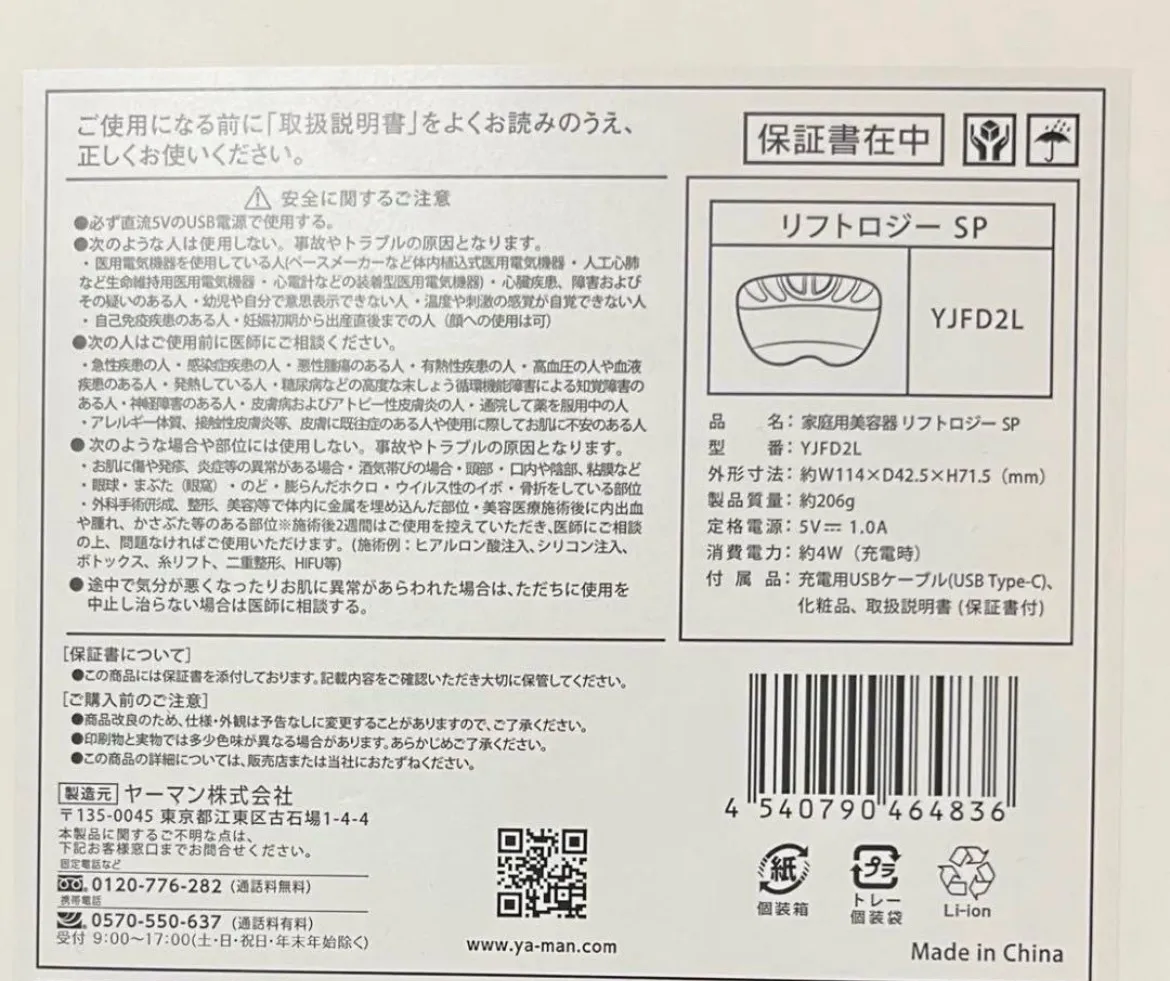 ご使用になる前に「取扱説明書」をよくお読みのうえ、
正しくお使いください。
⚠ 安全に関するご注意
●必ず直流5VのUSB電源で使用する。
●次のような人は使用しない。事故やトラブルの原因となります。
・医用電気機器を使用している人(ペースメーカーなど体内植込式医用電気機器・人工心肺
など生命維持用医用電気機器・心電計などの装着型医用電気機器)・心臓疾患、障害および
その疑いのある人・幼児や自分で意思表示できない人・温度や刺激の感覚が自覚できない人
・自己免疫疾患のある人・妊娠初期から出産直後までの人（顔への使用は可）
●次の人はご使用前に医師にご相談ください。
・急性疾患の人・感染症疾患の人・悪性腫瘍のある人・有熱性疾患の人・高血圧の人や血液
疾患のある人・発熱している人・糖尿病などの高度な末しょう循環機能障害による知覚障害の
ある人・神経障害のある人・皮膚病およびアトピー性皮膚炎の人・通院して薬を服用中の人
・アレルギー体質、接触性皮膚炎等、皮膚に既往症のある人や使用に際してお肌に不安のある人
●次のような場合や部位には使用しない。事故やトラブルの原因となります。
・お肌に傷や発疹、炎症等の異常がある場合・酒気帯びの場合・頭部・口内や陰部、粘膜など
・眼球・まぶた（眼窩）・のど・膨らんだホクロ・ウイルス性のイボ・骨折をしている部位
・外科手術(形成、整形、美容)等で体内に金属を埋め込んだ部位・美容医療施術後に内出血
や腫れ、かさぶた等のある部位※施術後2週間はご使用を控えていただき、医師にご相談
の上、問題なければご使用いただけます。(施術例：ヒアルロン酸注入、シリコン注入、
ボトックス、糸リフト、二重整形、HIFU等)
●途中で気分が悪くなったりお肌に異常があらわれた場合は、ただちに使用を
中止し治らない場合は医師に相談する。
[保証書について]
●この商品には保証書を添付しております。記載内容をご確認いただき大切に保管してください。
[ご購入前のご注意]
●商品改良のため、仕様・外観は予告なしに変更することがありますので、ご了承ください。
●印刷物と実物では多少色味が異なる場合があります。あらかじめご了承ください。
●この商品の詳細については、販売店または当社におたずねください。
製造元 ヤーマン株式会社
〒135-0045 東京都江東区古石場1-4-4
本製品に関するご不明な点は、
下記お客様窓口までお問合せください。
固定電話など
0120-776-282（通話料無料）
携帯電話
0570-550-637（通話料有料）
受付 9:00〜17:00(土・日・祝日・年末年始除く)
www.ya-man.com
保証書在中
リフトロジー SP
YJFD2L
品名：家庭用美容器 リフトロジー SP
型番：YJFD2L
外形寸法：約W114×D42.5×H71.5（mm）
製品質量：約206g
定格電源：5V⎓1.0A
消費電力：約4W（充電時）
付属品：充電用USBケーブル(USB Type-C)、
化粧品、取扱説明書 (保証書付)
4 540790 464836
紙
個装箱
プラ
トレー
個装袋
Li-ion
Made in China